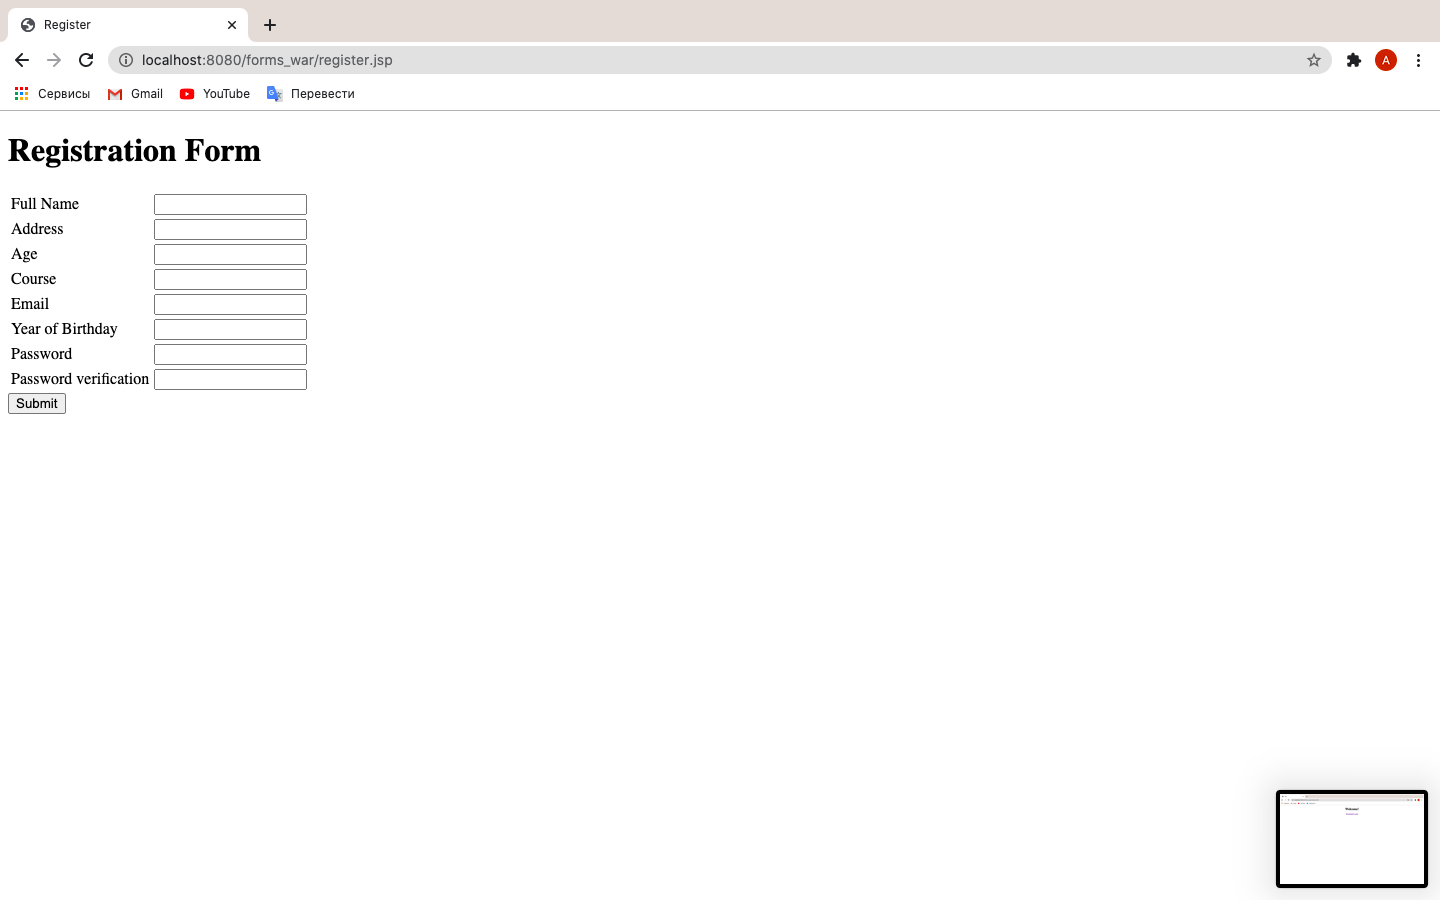 Register
localhost:8080/forms_war/register.jsp
A
Сервисы Gmail YouTube Перевести
Registration Form
Full Name
Address
Age
Course
Email
Year of Birthday
Password
Password verification
Submit
Welcome!